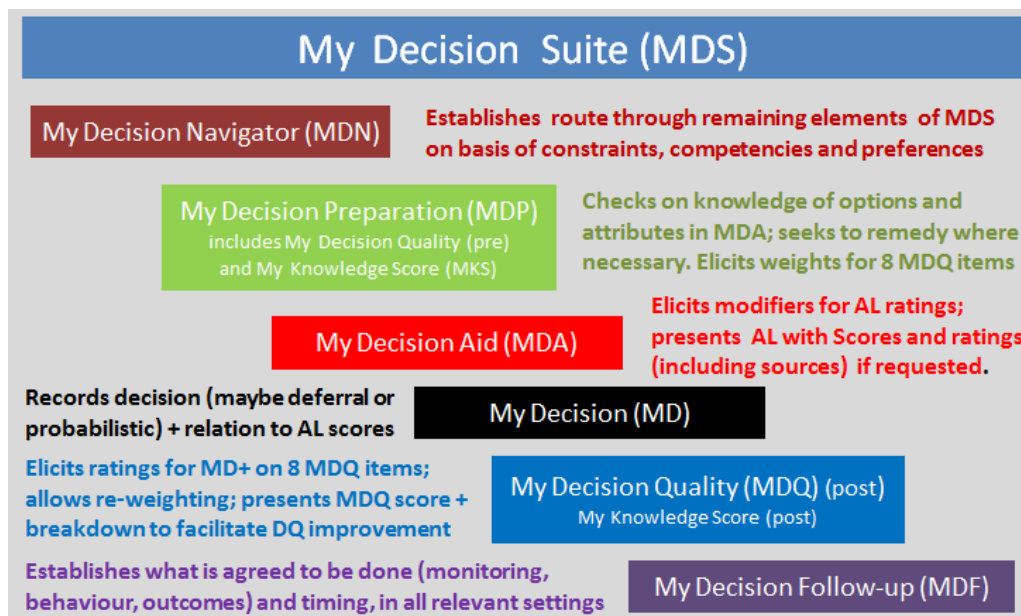 My Decision Suite (MDS)
My Decision Navigator (MDN)
Establishes route through remaining elements of MDS
on basis of constraints, competencies and preferences
My Decision Preparation (MDP)
includes My Decision Quality (pre)
and My Knowledge Score (MKS)
Checks on knowledge of options and
attributes in MDA; seeks to remedy where
necessary. Elicits weights for 8 MDQ items
My Decision Aid (MDA)
Elicits modifiers for AL ratings;
presents AL with Scores and ratings
(including sources) if requested.
Records decision (maybe deferral or
probabilistic) + relation to AL scores
My Decision (MD)
Elicits ratings for MD+ on 8 MDQ items;
allows re-weighting; presents MDQ score +
breakdown to facilitate DQ improvement
My Decision Quality (MDQ) (post)
My Knowledge Score (post)
Establishes what is agreed to be done (monitoring,
behaviour, outcomes) and timing, in all relevant settings
My Decision Follow-up (MDF)